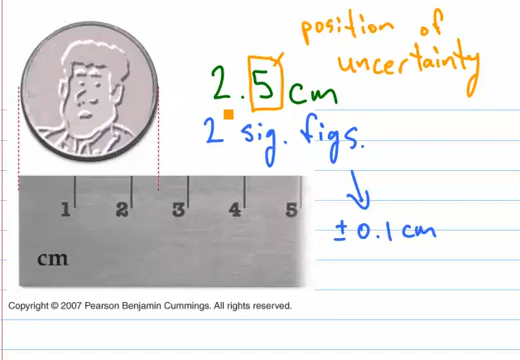 position of
uncertainty
2.5 cm
2 sig. figs.
± 0.1 cm
1 2 3 4 5
cm
Copyright © 2007 Pearson Benjamin Cummings. All rights reserved.